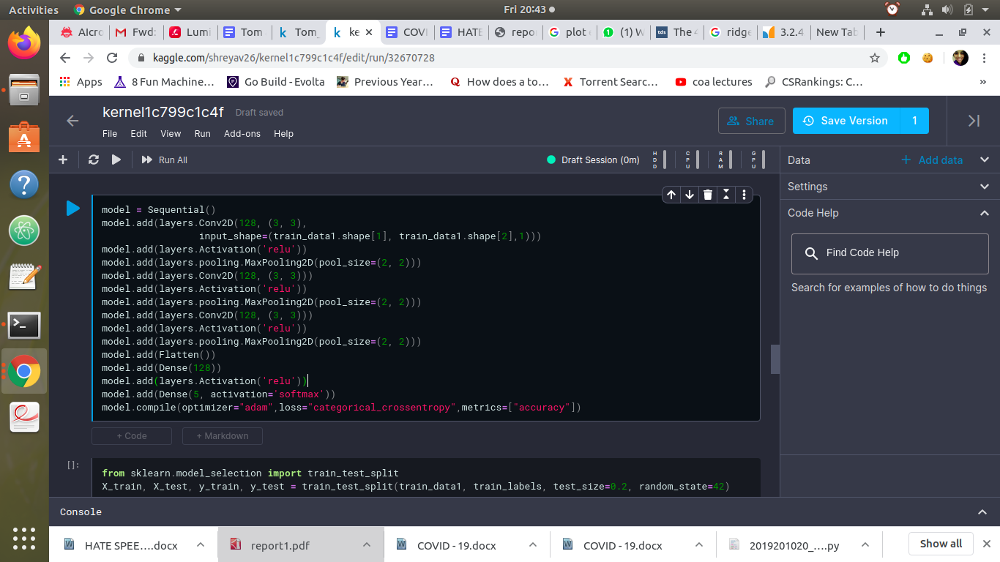 Activities
Google Chrome
Fri 20:43
AIcro
Fwd:
Lumi
Tom
Tom_
ke
COVI
HATE
repo
plot c
(1) W
The 4
ridge
3.2.4
New Tab
kaggle.com/shreyav26/kernel1c799c1c4f/edit/run/32670728
Apps
8 Fun Machine…
Go Build - Evolta
Previous Year…
How does a to…
Torrent Searc…
coa lectures
CSRankings: C…
»
kernel1c799c1c4f
Draft saved
File Edit View Run Add-ons Help
Share
Save Version
1
Run All
Draft Session (0m)
HDD
CPU
RAM
GPU
Data
+ Add data
Settings
Code Help
Find Code Help
Search for examples of how to do things
model = Sequential()
model.add(layers.Conv2D(128, (3, 3),
input_shape=(train_data1.shape[1], train_data1.shape[2],1)))
model.add(layers.Activation('relu'))
model.add(layers.pooling.MaxPooling2D(pool_size=(2, 2)))
model.add(layers.Conv2D(128, (3, 3)))
model.add(layers.Activation('relu'))
model.add(layers.pooling.MaxPooling2D(pool_size=(2, 2)))
model.add(layers.Conv2D(128, (3, 3)))
model.add(layers.Activation('relu'))
model.add(layers.pooling.MaxPooling2D(pool_size=(2, 2)))
model.add(Flatten())
model.add(Dense(128))
model.add(layers.Activation('relu'))
model.add(Dense(5, activation='softmax'))
model.compile(optimizer="adam",loss="categorical_crossentropy",metrics=["accuracy"])
+ Code
+ Markdown
[]:
from sklearn.model_selection import train_test_split
X_train, X_test, y_train, y_test = train_test_split(train_data1, train_labels, test_size=0.2, random_state=42)
Console
HATE SPEE….docx
report1.pdf
COVID - 19.docx
COVID - 19.docx
2019201020_….py
Show all